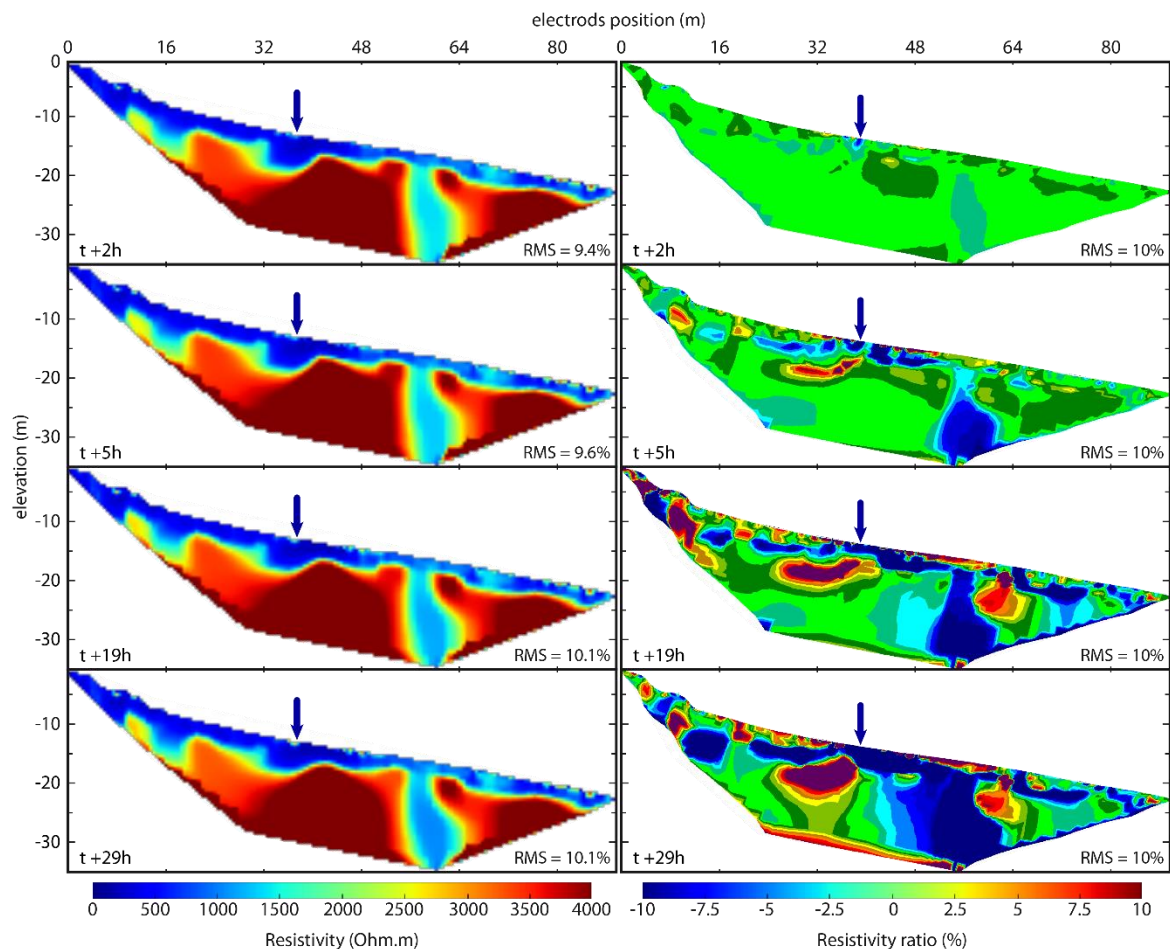 electrods position (m)
0 16 32 48 64 80 0 16 32 48 64 80
0
-10
-20
-30
t +2h RMS = 9.4% t +2h RMS = 10%
-10
-20
-30
t +5h RMS = 9.6% t +5h RMS = 10%
elevation (m)
-10
-20
-30
t +19h RMS = 10.1% t +19h RMS = 10%
-10
-20
-30
t +29h RMS = 10.1% t +29h RMS = 10%
0 500 1000 1500 2000 2500 3000 4000 -10 -7.5 -5 -2.5 0 2.5 5 7.5 10
Resistivity (Ohm.m) Resistivity ratio (%)